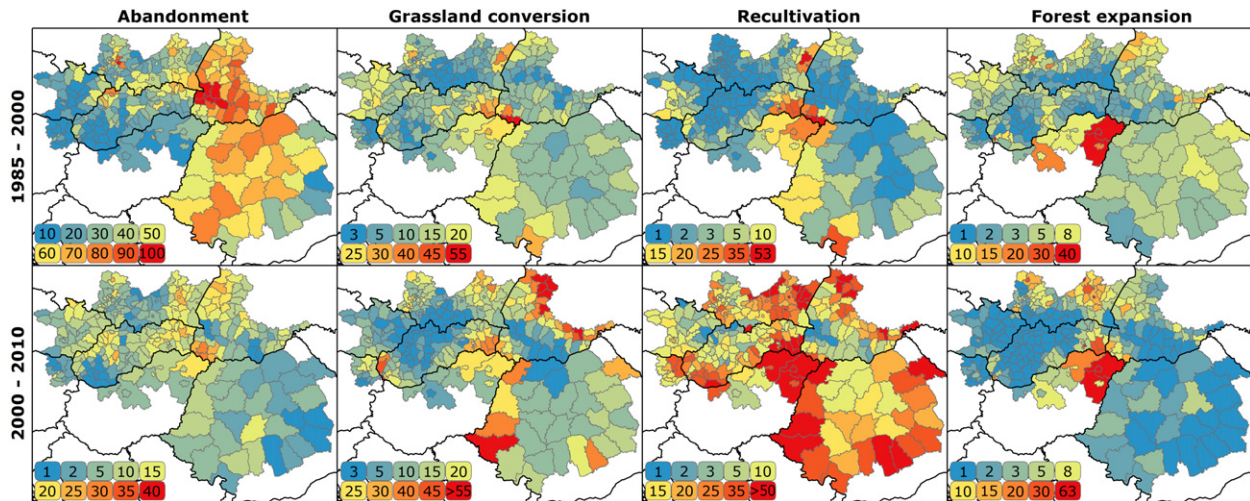 Abandonment Grassland conversion Recultivation Forest expansion
1985 - 2000
10 20 30 40 50
60 70 80 90 100
3 5 10 15 20
25 30 40 45 55
1 2 3 5 10
15 20 25 35 53
1 2 3 5 8
10 15 20 30 40
2000 - 2010
1 2 5 10 15
20 25 30 35 40
3 5 10 15 20
25 30 40 45 >55
1 2 3 5 10
15 20 25 35 >50
1 2 3 5 8
10 15 20 30 63